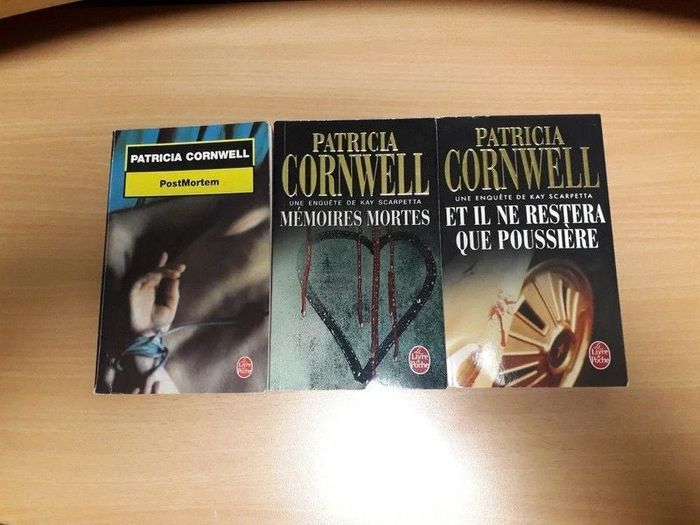 PATRICIA CORNWELL
PostMortem
Le Livre de Poche
PATRICIA
CORNWELL
UNE ENQUÊTE DE KAY SCARPETTA
MÉMOIRES MORTES
Le Livre de Poche
PATRICIA
CORNWELL
UNE ENQUÊTE DE KAY SCARPETTA
ET IL NE RESTERA
QUE POUSSIÈRE
Le Livre de Poche